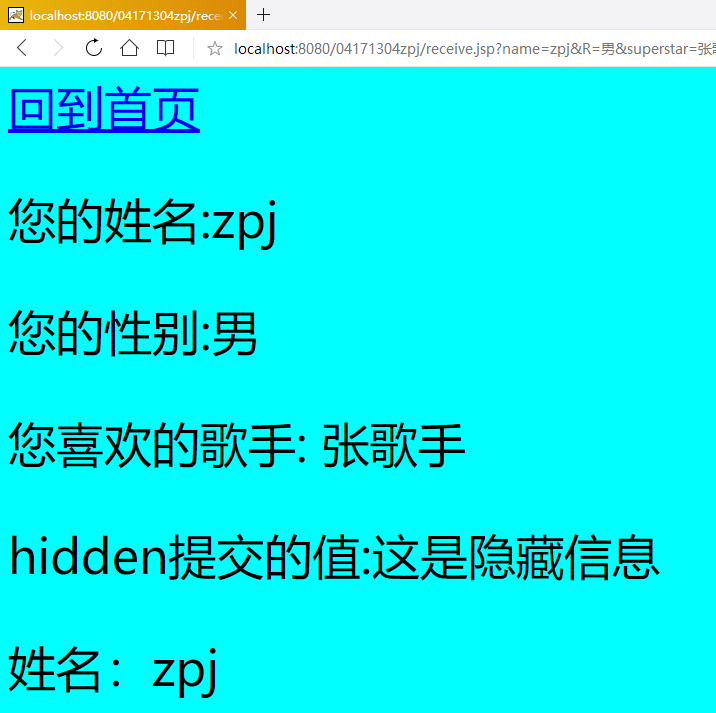 localhost:8080/04171304zpj/recei
localhost:8080/04171304zpj/receive.jsp?name=zpj&R=男&superstar=张
回到首页
您的姓名:zpj
您的性别:男
您喜欢的歌手: 张歌手
hidden提交的值:这是隐藏信息
姓名：zpj